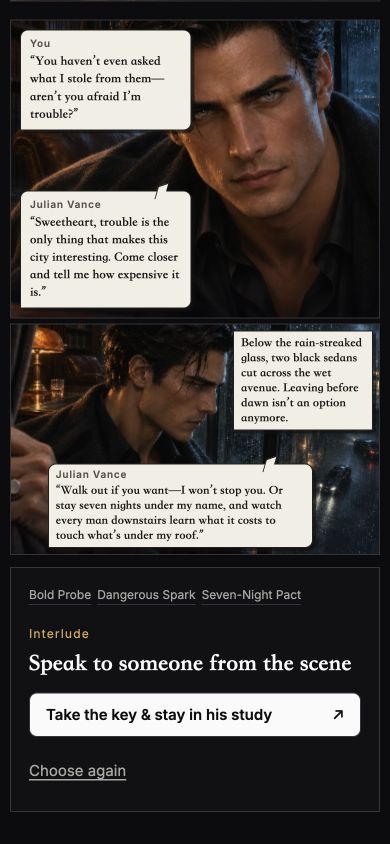 You
“You haven’t even asked
what I stole from them—
aren’t you afraid I’m
trouble?”
Julian Vance
“Sweetheart, trouble is the
only thing that makes this
city interesting. Come closer
and tell me how expensive it
is.”
Below the rain-streaked
glass, two black sedans
cut across the wet
avenue. Leaving before
dawn isn’t an option
anymore.
Julian Vance
“Walk out if you want—I won’t stop you. Or
stay seven nights under my name, and watch
every man downstairs learn what it costs to
touch what’s under my roof.”
Bold Probe Dangerous Spark Seven-Night Pact
Interlude
Speak to someone from the scene
Take the key & stay in his study
Choose again